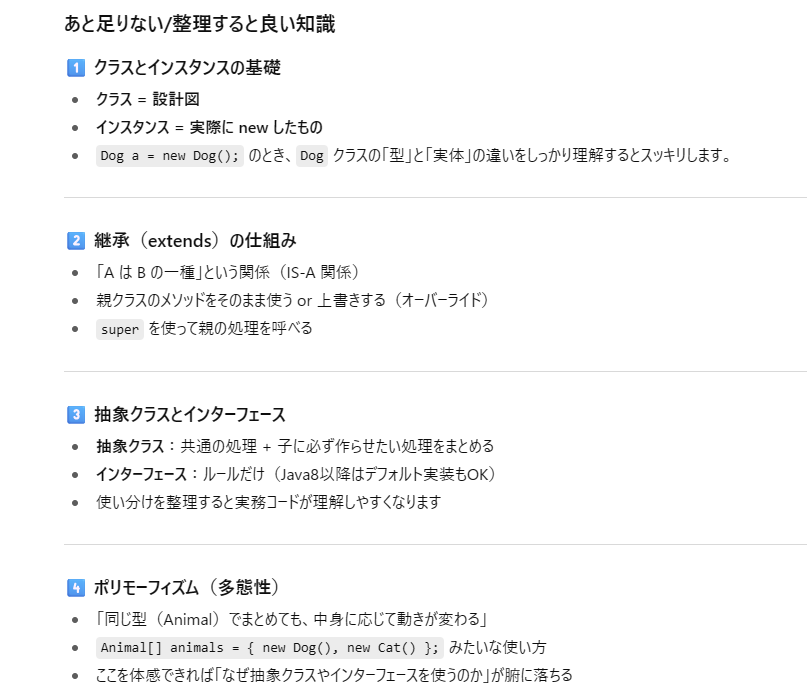 あと足りない/整理すると良い知識
1 クラスとインスタンスの基礎
• クラス = 設計図
• インスタンス = 実際に new したもの
• Dog a = new Dog(); のとき、Dog クラスの「型」と「実体」の違いをしっかり理解するとスッキリします。
2 継承（extends）の仕組み
• 「A は B の一種」という関係（IS-A 関係）
• 親クラスのメソッドをそのまま使う or 上書きする（オーバーライド）
• super を使って親の処理を呼べる
3 抽象クラスとインターフェース
• 抽象クラス：共通の処理 + 子に必ず作らせたい処理をまとめる
• インターフェース：ルールだけ（Java8以降はデフォルト実装もOK）
• 使い分けを整理すると実務コードが理解しやすくなります
4 ポリモーフィズム（多態性）
• 「同じ型（Animal）でまとめても、中身に応じて動きが変わる」
• Animal[] animals = { new Dog(), new Cat() }; みたいな使い方
• ここを体感できれば「なぜ抽象クラスやインターフェースを使うのか」が腑に落ちる